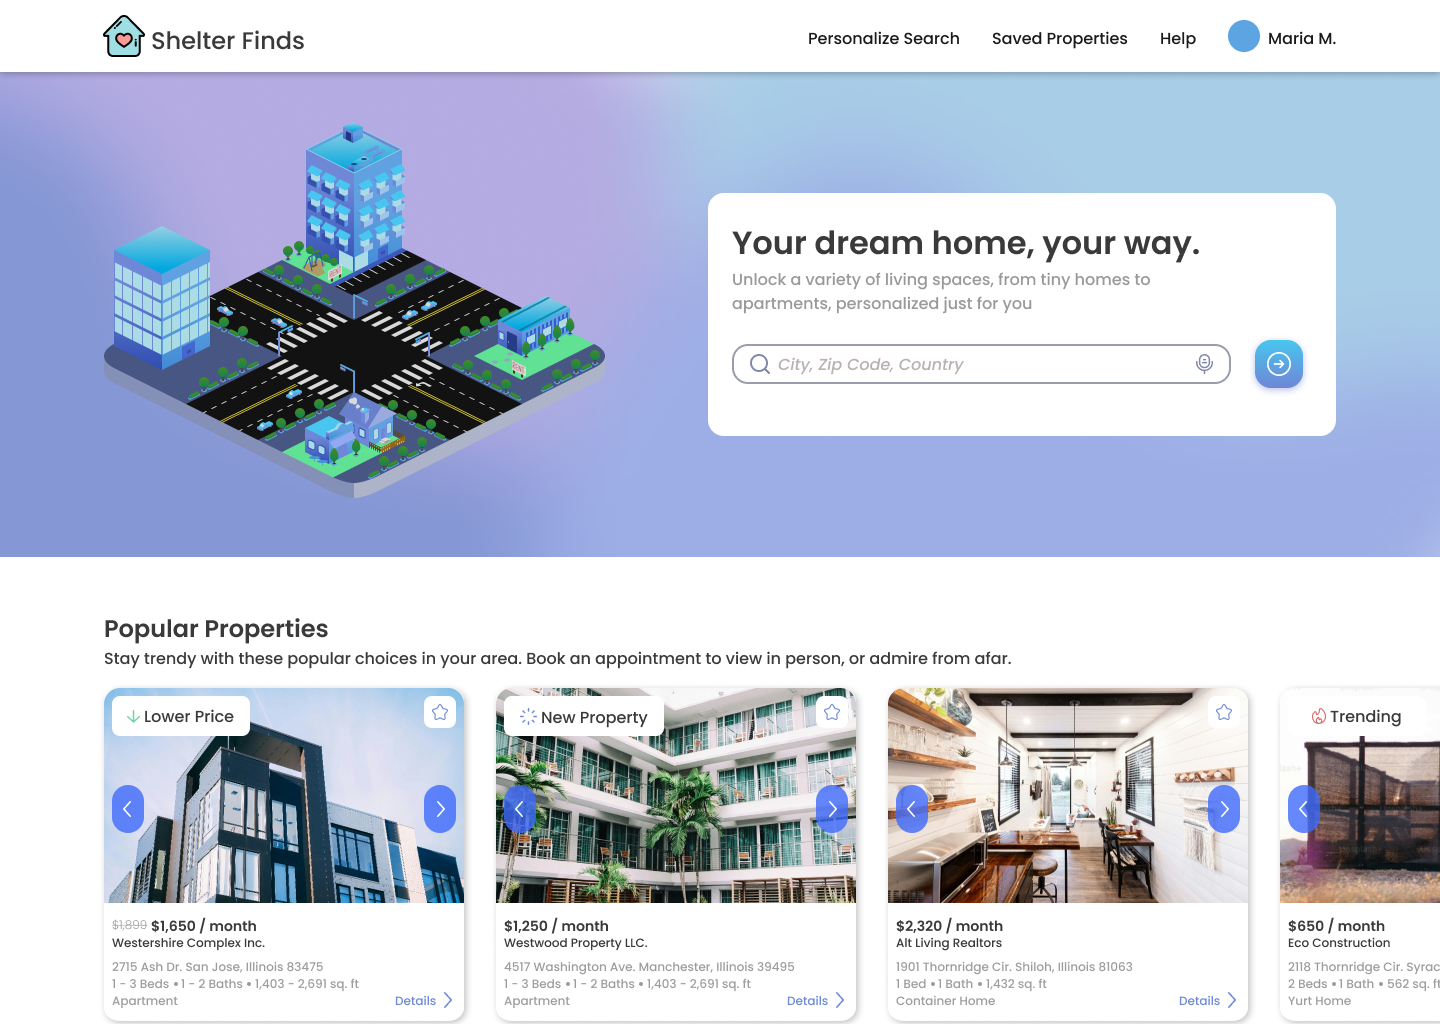 Shelter Finds
Personalize Search
Saved Properties
Help
Maria M.
Your dream home, your way.
Unlock a variety of living spaces, from tiny homes to
apartments, personalized just for you
City, Zip Code, Country
Popular Properties
Stay trendy with these popular choices in your area. Book an appointment to view in person, or admire from afar.
Lower Price
$1,899 $1,650 / month
Westershire Complex Inc.
2715 Ash Dr. San Jose, Illinois 83475
1 - 3 Beds • 1 - 2 Baths • 1,403 - 2,691 sq. ft
Apartment
Details
New Property
$1,250 / month
Westwood Property LLC.
4517 Washington Ave. Manchester, Illinois 39495
1 - 3 Beds • 1 - 2 Baths • 1,403 - 2,691 sq. ft
Apartment
Details
$2,320 / month
Alt Living Realtors
1901 Thornridge Cir. Shiloh, Illinois 81063
1 Bed • 1 Bath • 1,432 sq. ft
Container Home
Details
Trending
$650 / month
Eco Construction
2118 Thornridge Cir. Syrac
2 Beds • 1 Bath • 562 sq. ft
Yurt Home